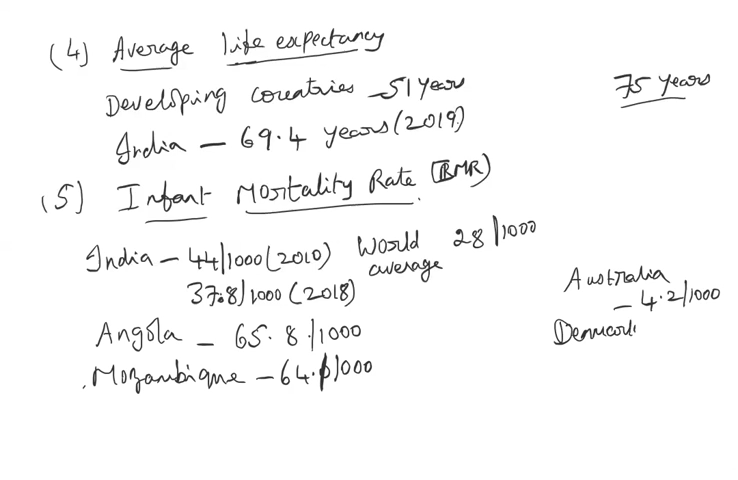 (4) Average life expectancy
Developing countries - 51 years
75 years
India - 69.4 years (2019)
(5) Infant Mortality Rate (IMR)
India - 44/1000 (2010) World average 28/1000
37.8/1000 (2018)
Australia
- 4.2/1000
Angola - 65.8/1000
Denmark
Mozambique - 64.1/1000